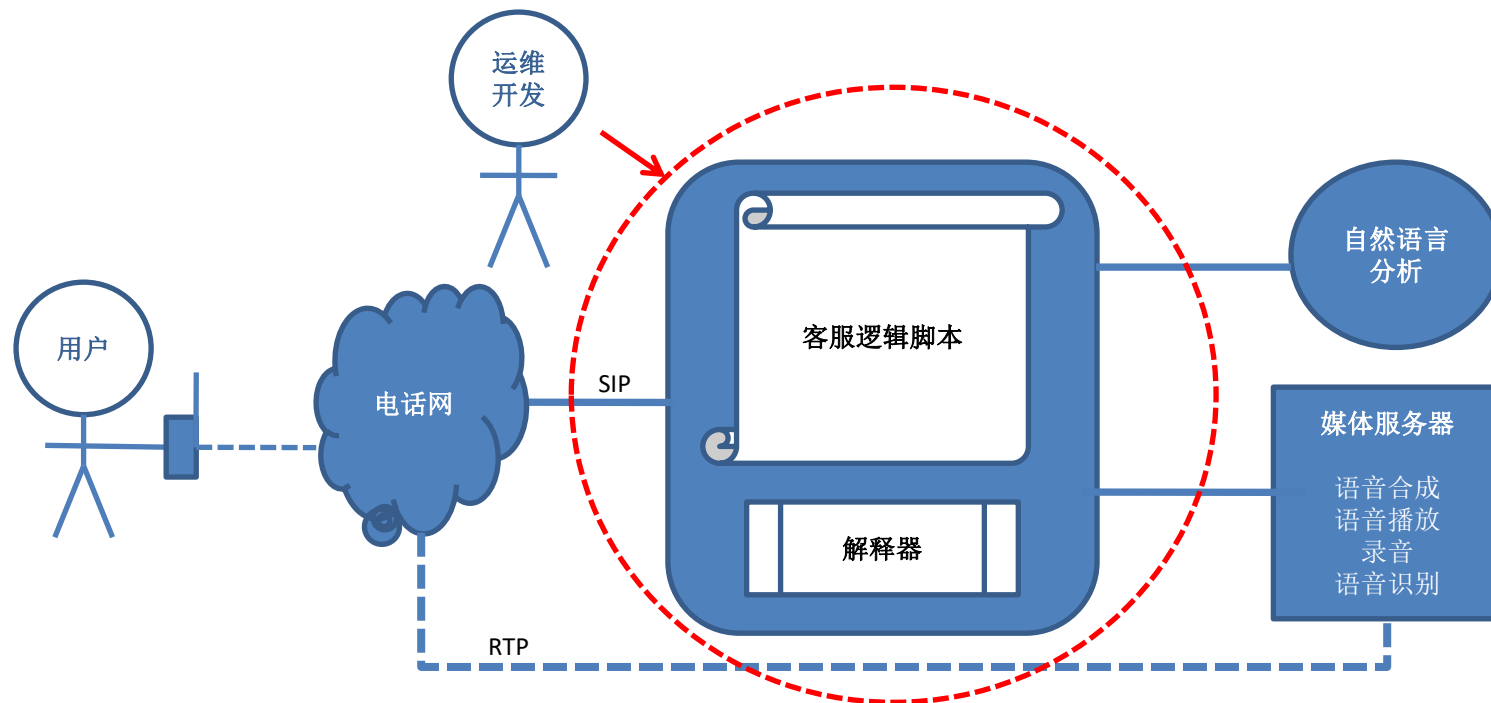 运维
开发
用户
电话网
SIP
RTP
客服逻辑脚本
解释器
自然语言
分析
媒体服务器
语音合成
语音播放
录音
语音识别